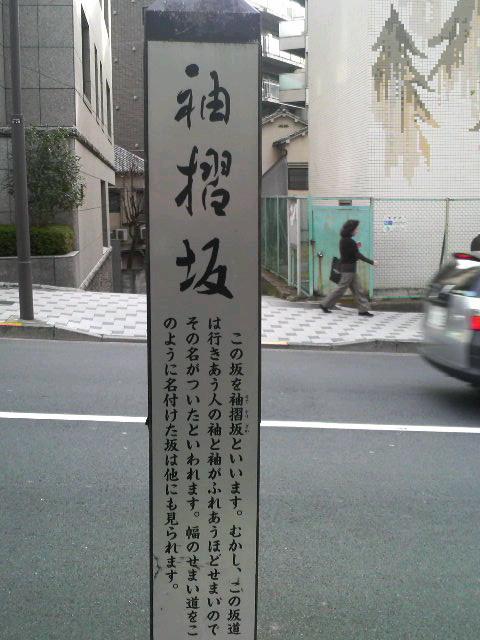 袖摺坂
この坂を袖摺坂といいます。むかし、この坂道
は行きあう人の袖と袖がふれあうほどせまいので
その名がついたといわれます。幅のせまい道をこ
のように名付けた坂は他にも見られます。